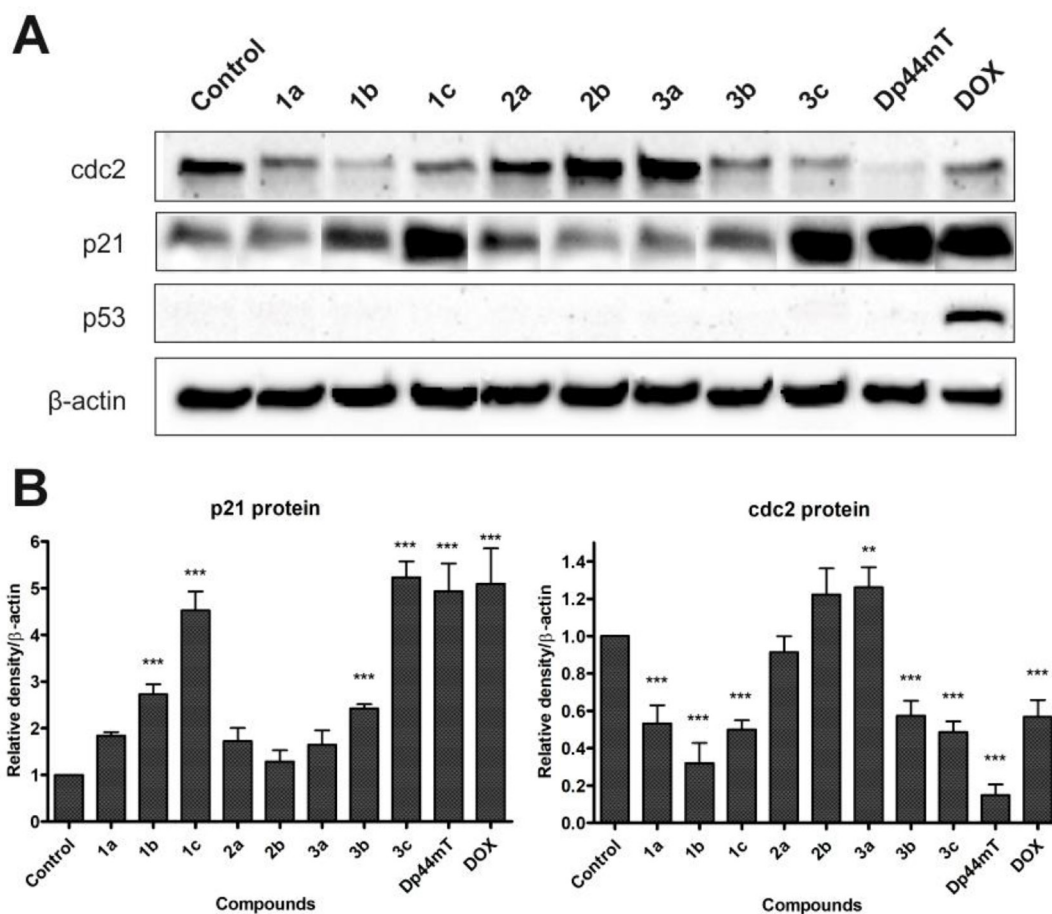 A
Control 1a 1b 1c 2a 2b 3a 3b 3c Dp44mT DOX
cdc2
p21
p53
β-actin
B
p21 protein
Relative density/β-actin
6
5
4
3
2
1
0
*** *** *** *** *** ***
Control 1a 1b 1c 2a 2b 3a 3b 3c Dp44mT DOX
Compounds
cdc2 protein
Relative density/β-actin
1.4
1.2
1.0
0.8
0.6
0.4
0.2
0.0
*** *** *** ** *** *** *** ***
Control 1a 1b 1c 2a 2b 3a 3b 3c Dp44mT DOX
Compounds